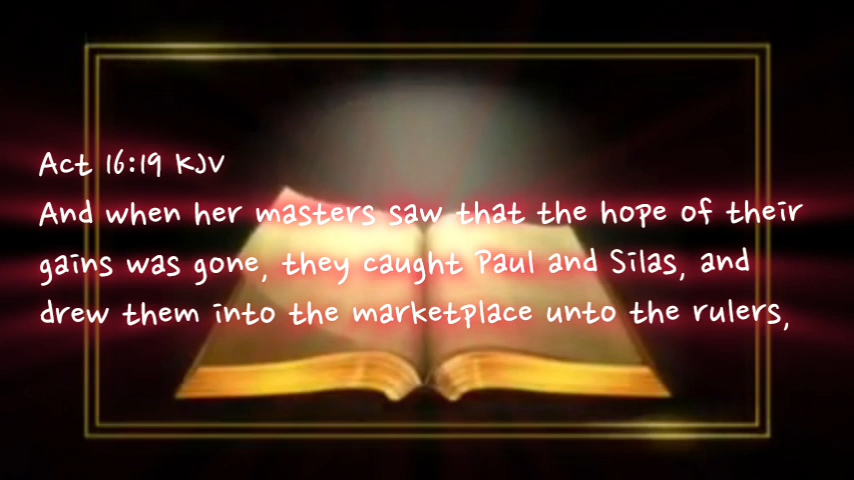 Act 16:19 KJV
And when her masters saw that the hope of their
gains was gone, they caught Paul and Silas, and
drew them into the marketplace unto the rulers,